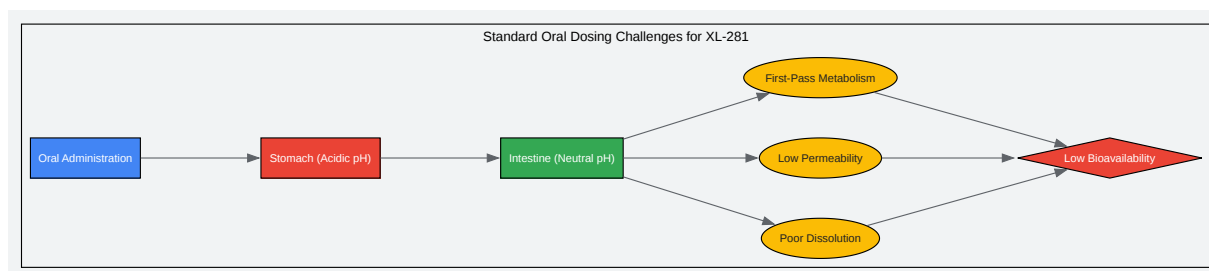 Standard Oral Dosing Challenges for XL-281
First-Pass Metabolism
Oral Administration
Stomach (Acidic pH)
Intestine (Neutral pH)
Low Permeability
Low Bioavailability
Poor Dissolution